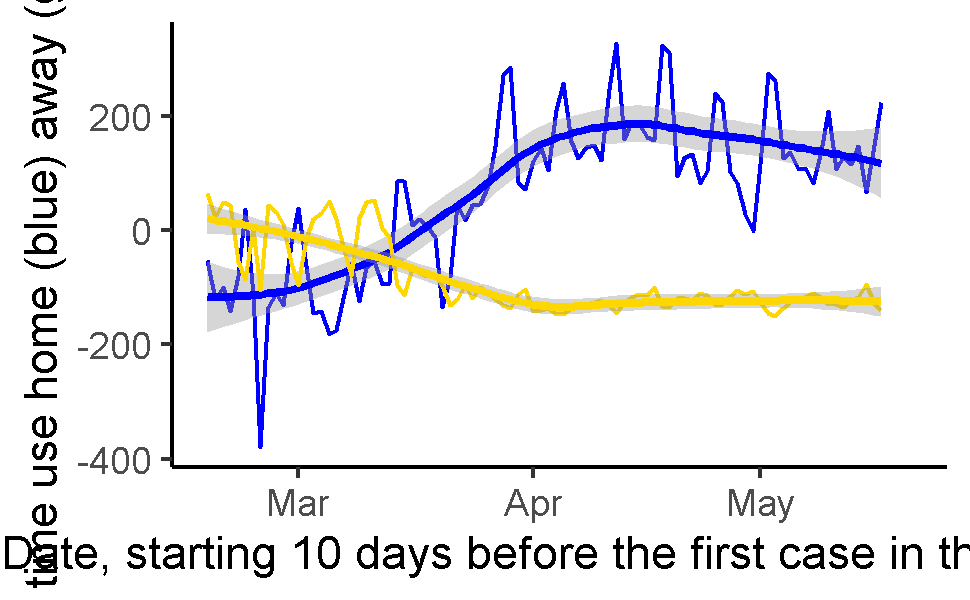 time use home (blue) away (
200
0
-200
-400
Mar Apr May
Date, starting 10 days before the first case in th